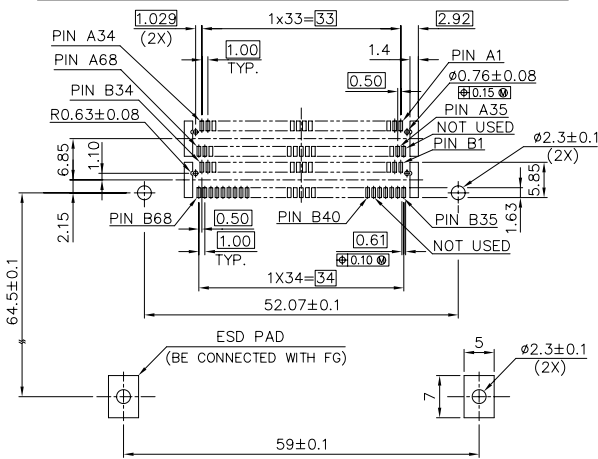 1.029
(2X)
1x33=33
2.92
PIN A34
1.00
TYP.
1.4
PIN A1
PIN A68
0.50
ø0.76±0.08
⌖ 0.15 Ⓜ
PIN B34
PIN A35
R0.63±0.08
NOT USED
PIN B1
ø2.3±0.1
(2X)
6.85
1.10
5.85
2.15
1.63
PIN B68
0.50
PIN B40
PIN B35
1.00
TYP.
0.61
NOT USED
⌖ 0.10 Ⓜ
1X34=34
52.07±0.1
64.5±0.1
ESD PAD
(BE CONNECTED WITH FG)
5
ø2.3±0.1
(2X)
7
59±0.1